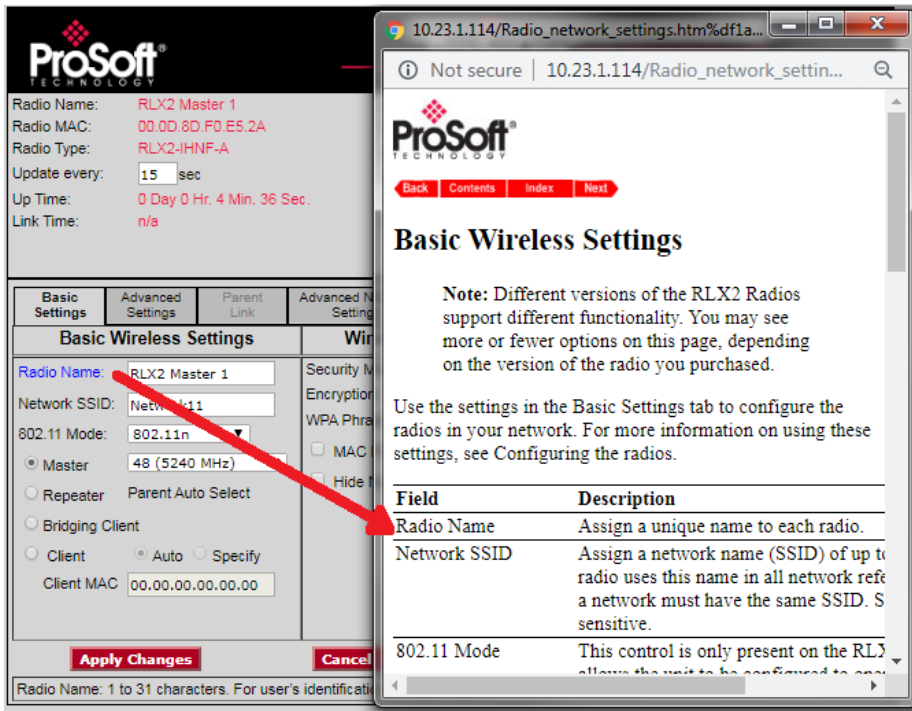 ProSoft®
TECHNOLOGY
Radio Name: RLX2 Master 1
Radio MAC: 00.0D.8D.F0.E5.2A
Radio Type: RLX2-IHNF-A
Update every: 15 sec
Up Time: 0 Day 0 Hr. 4 Min. 36 Sec.
Link Time: n/a
Basic Settings
Advanced Settings
Parent Link
Advanced N
Setting
Basic Wireless Settings
Wir
Radio Name: RLX2 Master 1
Network SSID:
802.11 Mode: 802.11n
Master 48 (5240 MHz)
Repeater Parent Auto Select
Bridging Client
Client Auto Specify
Client MAC 00.00.00.00.00.00
Security M
Encryption
WPA Phra
MAC
Hide N
Apply Changes
Cancel
Radio Name: 1 to 31 characters. For user's identificati
10.23.1.114/Radio_network_settings.htm%df1a...
Not secure | 10.23.1.114/Radio_network_settin...
ProSoft®
TECHNOLOGY
Back Contents Index Next
Basic Wireless Settings
Note: Different versions of the RLX2 Radios
support different functionality. You may see
more or fewer options on this page, depending
on the version of the radio you purchased.
Use the settings in the Basic Settings tab to configure the
radios in your network. For more information on using these
settings, see Configuring the radios.
Field Description
Radio Name Assign a unique name to each radio.
Network SSID Assign a network name (SSID) of up to
radio uses this name in all network refe
a network must have the same SSID. S
sensitive.
802.11 Mode This control is only present on the RLX